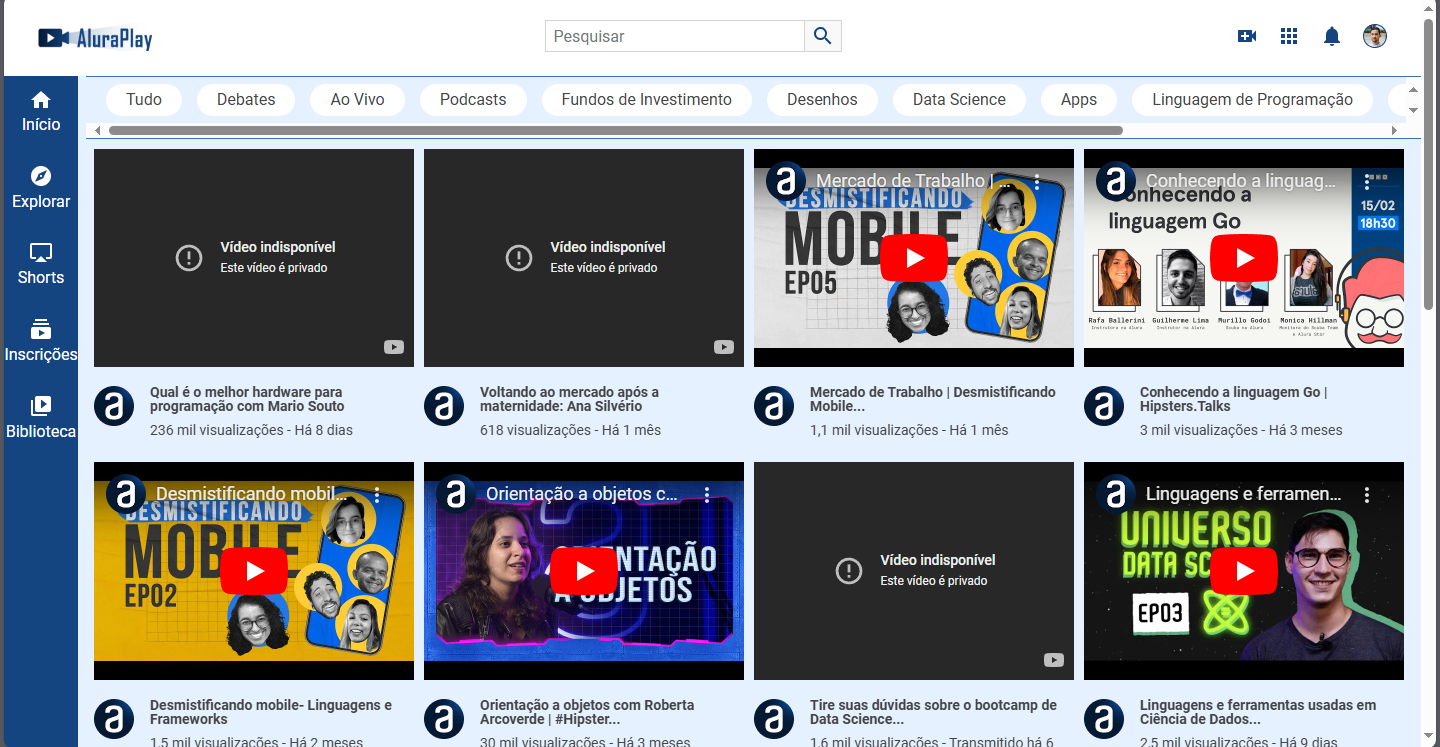 AluraPlay
Pesquisar
Tudo
Debates
Ao Vivo
Podcasts
Fundos de Investimento
Desenhos
Data Science
Apps
Linguagem de Programação
Início
Explorar
Shorts
Inscrições
Biblioteca
Vídeo indisponível
Este vídeo é privado
Vídeo indisponível
Este vídeo é privado
Mercado de Trabalho | ...
DESMISTIFICANDO
MOBILE
EP05
Conhecendo a linguag...
Conhecendo a
linguagem Go
15/02
18h30
Rafa Ballerini
Instrutora na Alura
Guilherme Lima
Instrutor na Alura
Murillo Godoi
Scuba na Alura
Monica Hillman
Monitora do Scuba Team
e Alura Star
Qual é o melhor hardware para
programação com Mario Souto
236 mil visualizações - Há 8 dias
Voltando ao mercado após a
maternidade: Ana Silvério
618 visualizações - Há 1 mês
Mercado de Trabalho | Desmistificando
Mobile...
1,1 mil visualizações - Há 1 mês
Conhecendo a linguagem Go |
Hipsters.Talks
3 mil visualizações - Há 3 meses
Desmistificando mobil...
DESMISTIFICANDO
MOBILE
EP02
Orientação a objetos c...
ORIENTAÇÃO
A OBJETOS
Vídeo indisponível
Este vídeo é privado
Linguagens e ferramen...
UNIVERSO
DATA SC
EP03
Desmistificando mobile- Linguagens e
Frameworks
1,5 mil visualizações - Há 2 meses
Orientação a objetos com Roberta
Arcoverde | #Hipster...
30 mil visualizações - Há 3 meses
Tire suas dúvidas sobre o bootcamp de
Data Science...
1,6 mil visualizações - Transmitido há 6
Linguagens e ferramentas usadas em
Ciência de Dados...
2,5 mil visualizações - Há 9 dias